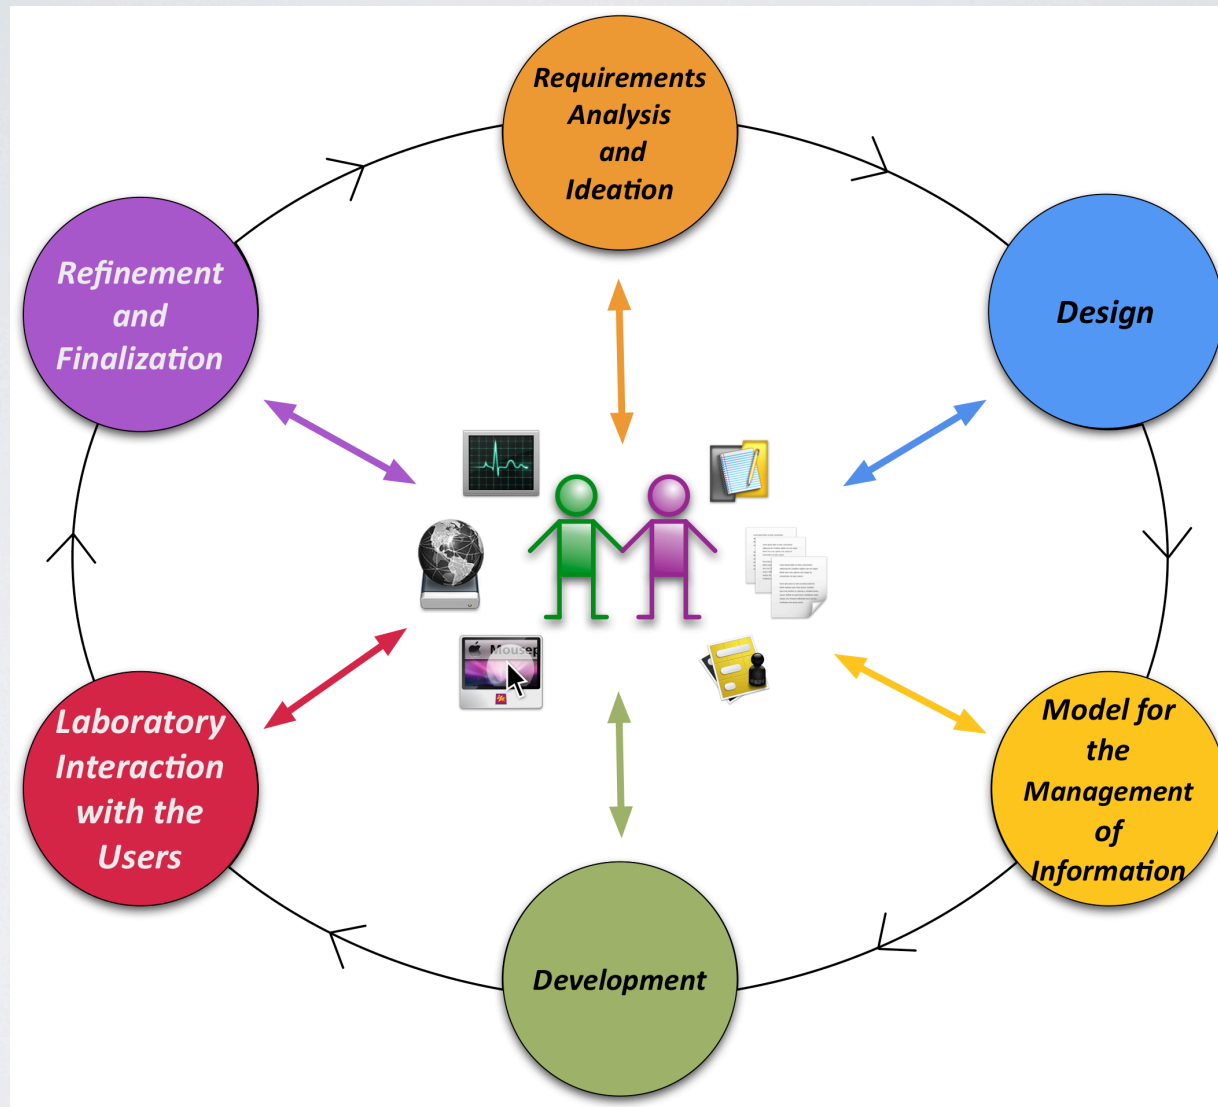 Requirements
Analysis
and
Ideation
Design
Model for
the
Management
of
Information
Development
Laboratory
Interaction
with the
Users
Refinement
and
Finalization
Mousep